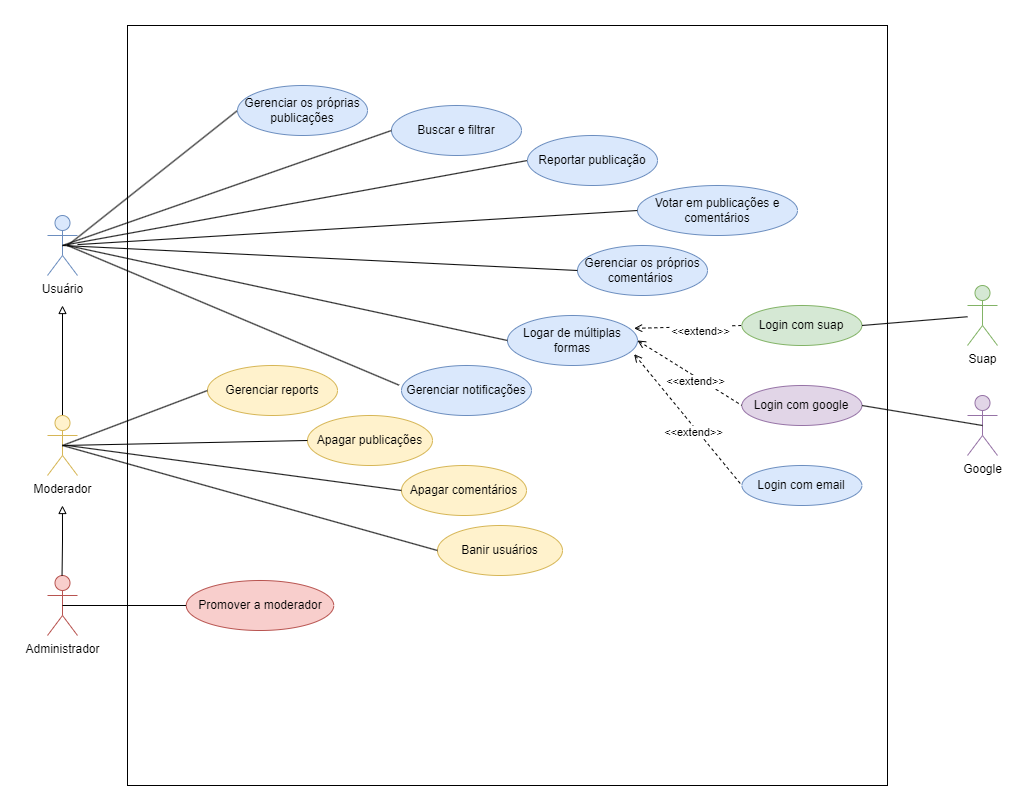 Gerenciar os próprias
publicações
Buscar e filtrar
Reportar publicação
Votar em publicações e
comentários
Gerenciar os próprios
comentários
Usuário
Logar de múltiplas
formas
<<extend>>
Login com suap
Suap
Gerenciar reports
Gerenciar notificações
<<extend>>
Login com google
Google
Apagar publicações
<<extend>>
Moderador
Apagar comentários
Login com email
Banir usuários
Promover a moderador
Administrador